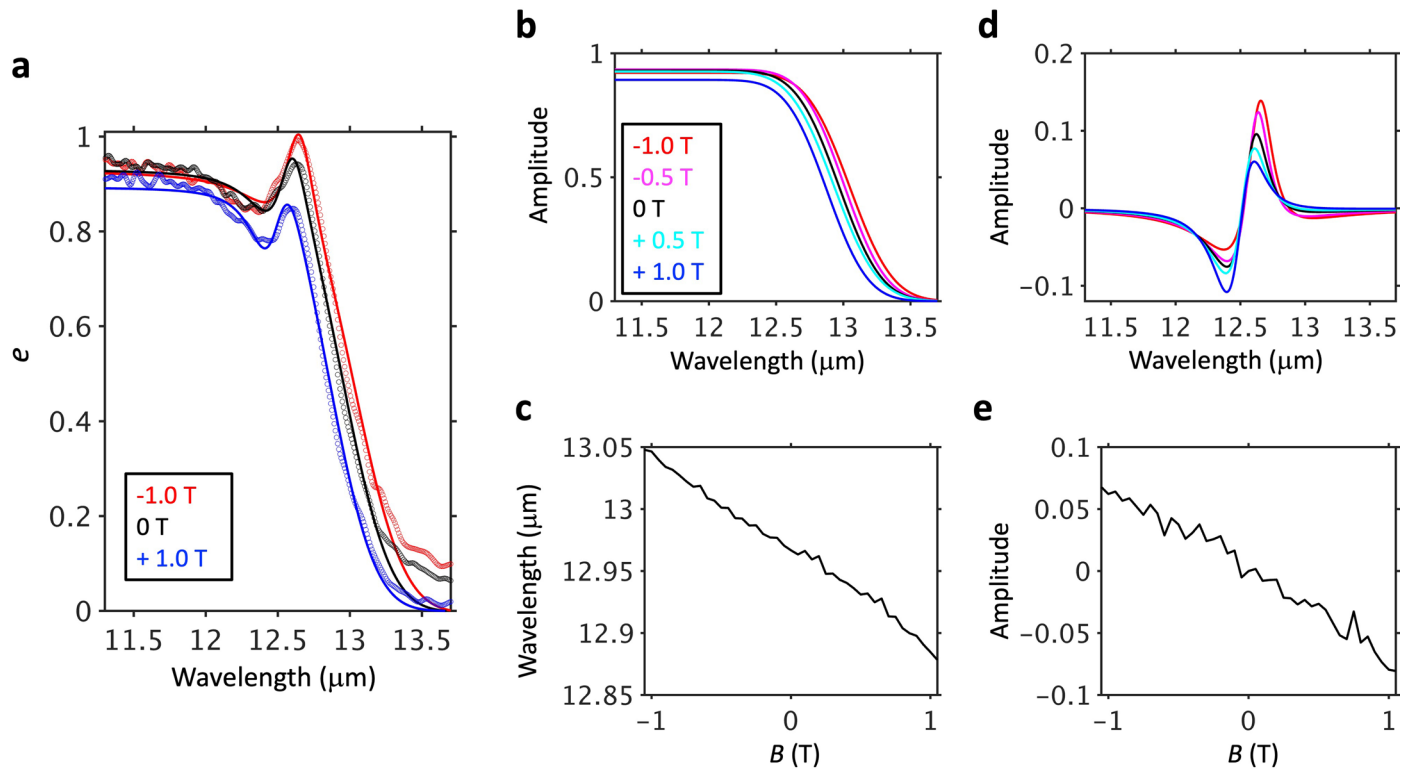 a
1
0.8
0.6
0.4
0.2
0
e
-1.0 T
0 T
+ 1.0 T
11.5 12 12.5 13 13.5
Wavelength (μm)
b
1
0.5
0
Amplitude
-1.0 T
-0.5 T
0 T
+ 0.5 T
+ 1.0 T
11.5 12 12.5 13 13.5
Wavelength (μm)
c
13.05
13
12.95
12.9
12.85
Wavelength (μm)
−1 0 1
B (T)
d
0.2
0.1
0
−0.1
Amplitude
11.5 12 12.5 13 13.5
Wavelength (μm)
e
0.1
0.05
0
−0.05
−0.1
Amplitude
−1 0 1
B (T)